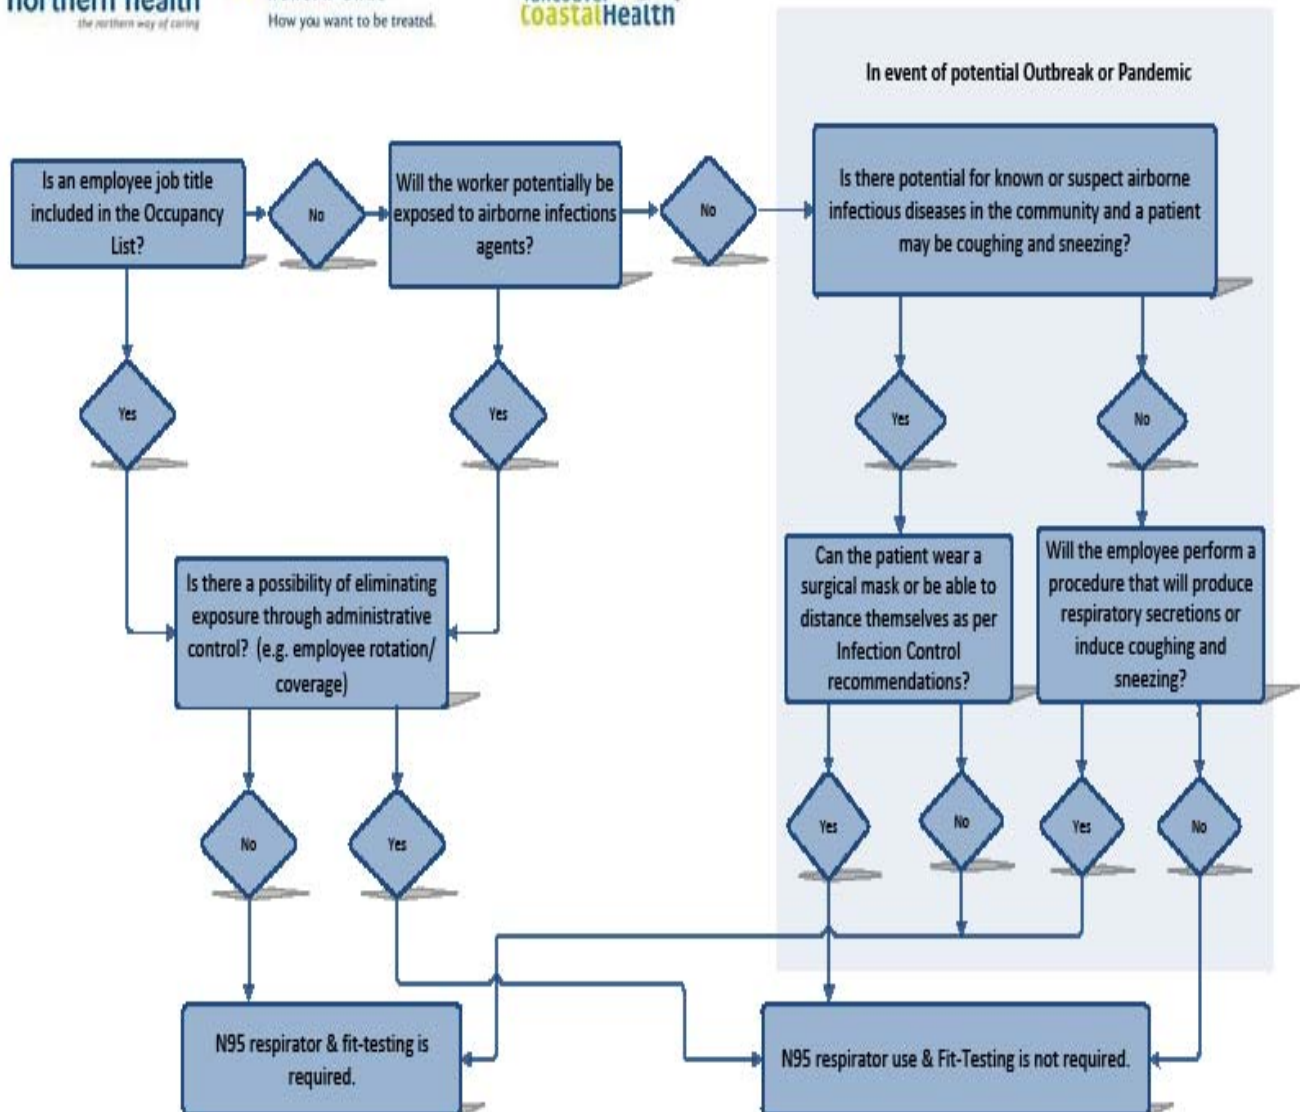 northern health
the northern way of caring
How you want to be treated.
CoastalHealth
In event of potential Outbreak or Pandemic
Is an employee job title
included in the Occupancy
List?
No
Will the worker potentially be
exposed to airborne infections
agents?
No
Is there potential for known or suspect airborne
infectious diseases in the community and a patient
may be coughing and sneezing?
Yes
Yes
Yes
No
Is there a possibility of eliminating
exposure through administrative
control? (e.g. employee rotation/
coverage)
Can the patient wear a
surgical mask or be able to
distance themselves as per
Infection Control
recommendations?
Will the employee perform a
procedure that will produce
respiratory secretions or
induce coughing and
sneezing?
No
Yes
Yes
No
Yes
No
N95 respirator & fit-testing is
required.
N95 respirator use & Fit-Testing is not required.